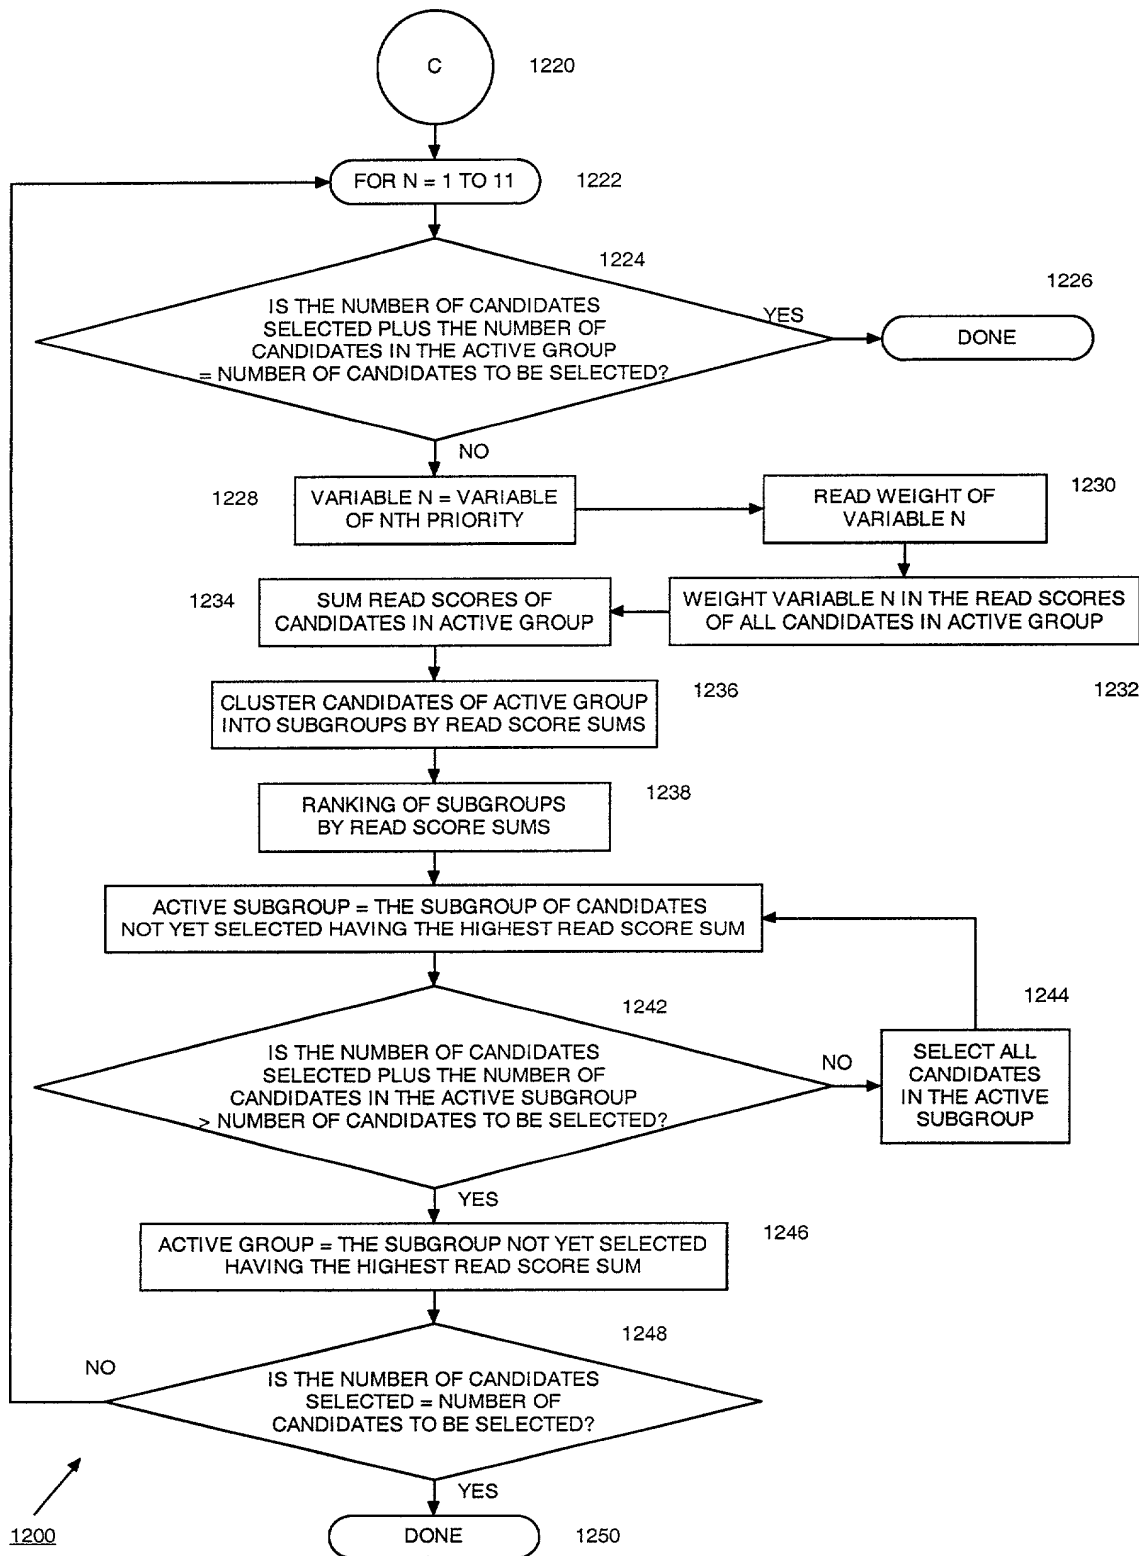 C
1220
FOR N = 1 TO 11
1222
1224
IS THE NUMBER OF CANDIDATES
SELECTED PLUS THE NUMBER OF
CANDIDATES IN THE ACTIVE GROUP
= NUMBER OF CANDIDATES TO BE SELECTED?
YES
1226
DONE
NO
1228
VARIABLE N = VARIABLE
OF NTH PRIORITY
READ WEIGHT OF
VARIABLE N
1230
1234
SUM READ SCORES OF
CANDIDATES IN ACTIVE GROUP
WEIGHT VARIABLE N IN THE READ SCORES
OF ALL CANDIDATES IN ACTIVE GROUP
1232
CLUSTER CANDIDATES OF ACTIVE GROUP
INTO SUBGROUPS BY READ SCORE SUMS
1236
RANKING OF SUBGROUPS
BY READ SCORE SUMS
1238
ACTIVE SUBGROUP = THE SUBGROUP OF CANDIDATES
NOT YET SELECTED HAVING THE HIGHEST READ SCORE SUM
1242
IS THE NUMBER OF CANDIDATES
SELECTED PLUS THE NUMBER OF
CANDIDATES IN THE ACTIVE SUBGROUP
> NUMBER OF CANDIDATES TO BE SELECTED?
NO
1244
SELECT ALL
CANDIDATES
IN THE ACTIVE
SUBGROUP
YES
ACTIVE GROUP = THE SUBGROUP NOT YET SELECTED
HAVING THE HIGHEST READ SCORE SUM
1246
1248
NO
IS THE NUMBER OF CANDIDATES
SELECTED = NUMBER OF
CANDIDATES TO BE SELECTED?
YES
1200
DONE
1250